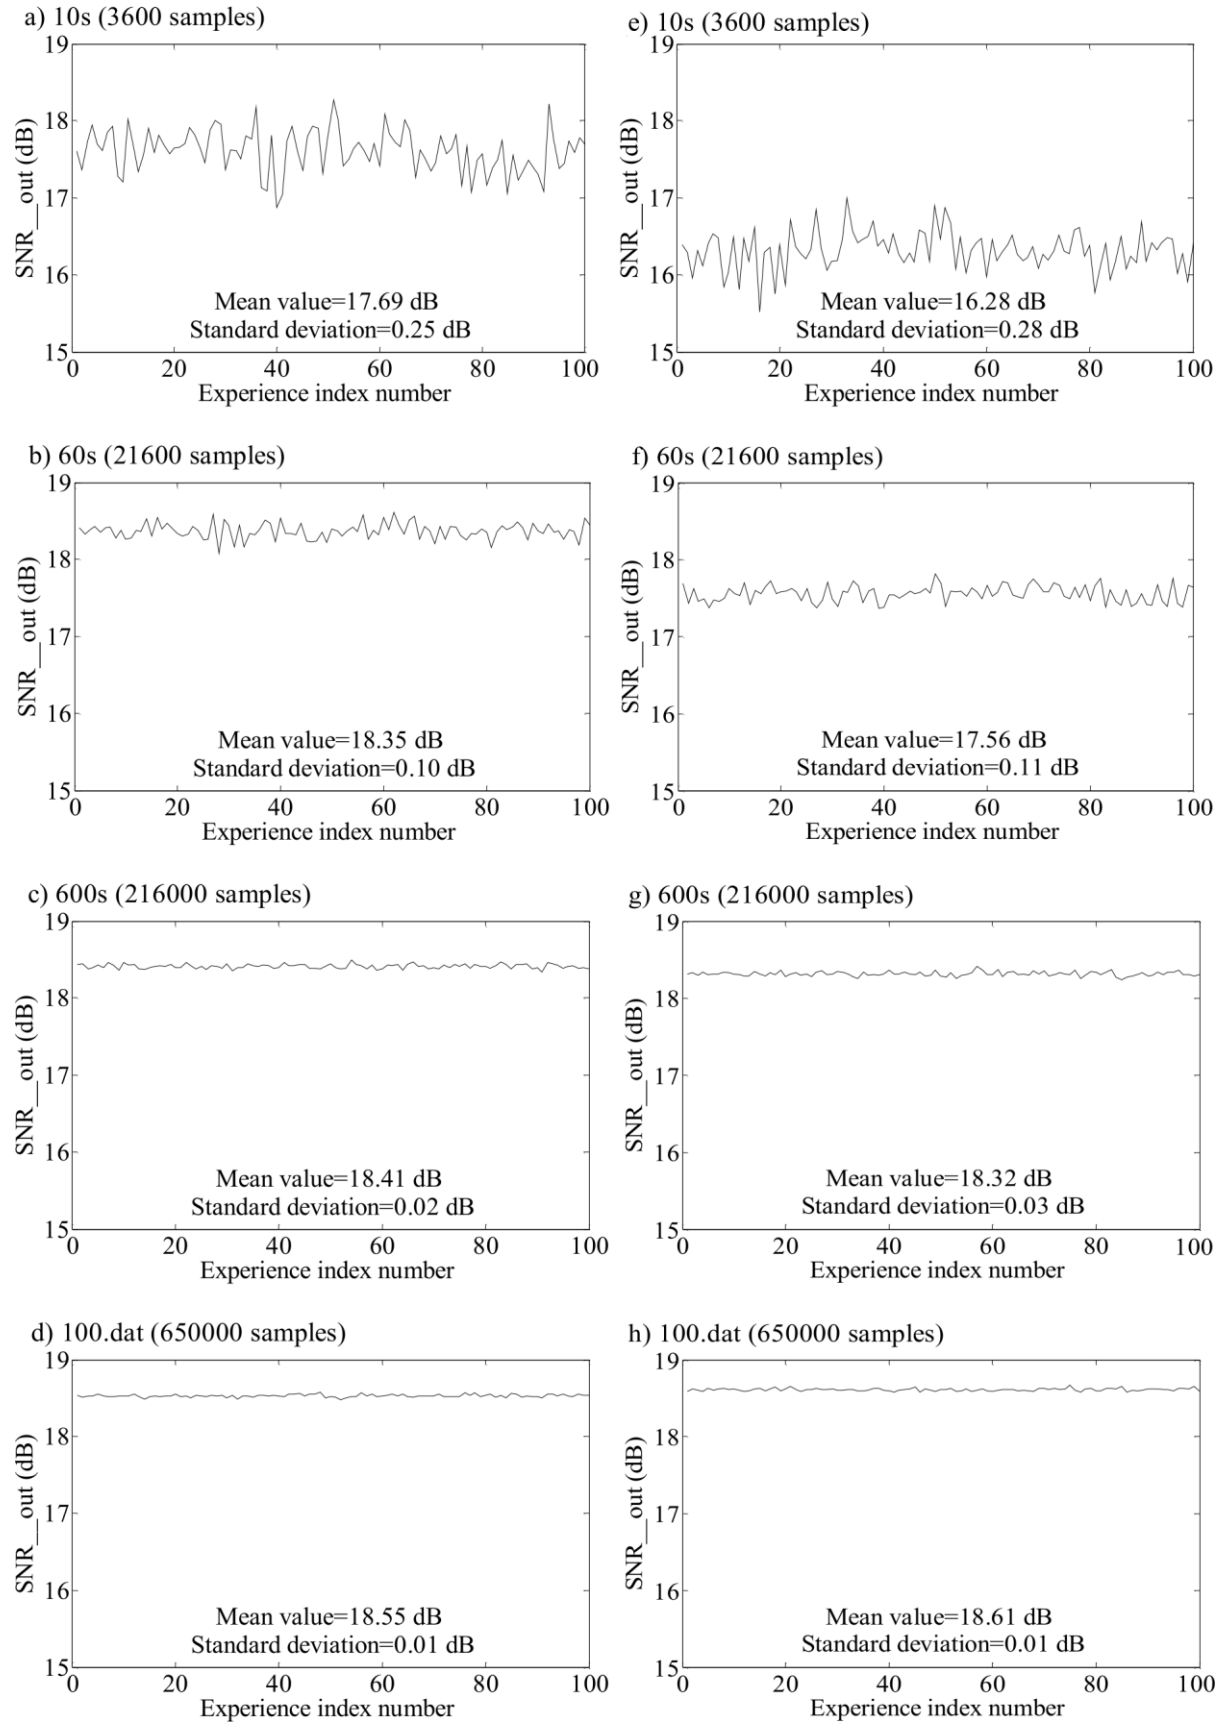 a) 10s (3600 samples)
19
18
17
16
15
SNR__out (dB)
Mean value=17.69 dB
Standard deviation=0.25 dB
0 20 40 60 80 100
Experience index number
e) 10s (3600 samples)
19
18
17
16
15
SNR__out (dB)
Mean value=16.28 dB
Standard deviation=0.28 dB
0 20 40 60 80 100
Experience index number
b) 60s (21600 samples)
19
18
17
16
15
SNR__out (dB)
Mean value=18.35 dB
Standard deviation=0.10 dB
0 20 40 60 80 100
Experience index number
f) 60s (21600 samples)
19
18
17
16
15
SNR__out (dB)
Mean value=17.56 dB
Standard deviation=0.11 dB
0 20 40 60 80 100
Experience index number
c) 600s (216000 samples)
19
18
17
16
15
SNR__out (dB)
Mean value=18.41 dB
Standard deviation=0.02 dB
0 20 40 60 80 100
Experience index number
g) 600s (216000 samples)
19
18
17
16
15
SNR__out (dB)
Mean value=18.32 dB
Standard deviation=0.03 dB
0 20 40 60 80 100
Experience index number
d) 100.dat (650000 samples)
19
18
17
16
15
SNR__out (dB)
Mean value=18.55 dB
Standard deviation=0.01 dB
0 20 40 60 80 100
Experience index number
h) 100.dat (650000 samples)
19
18
17
16
15
SNR__out (dB)
Mean value=18.61 dB
Standard deviation=0.01 dB
0 20 40 60 80 100
Experience index number